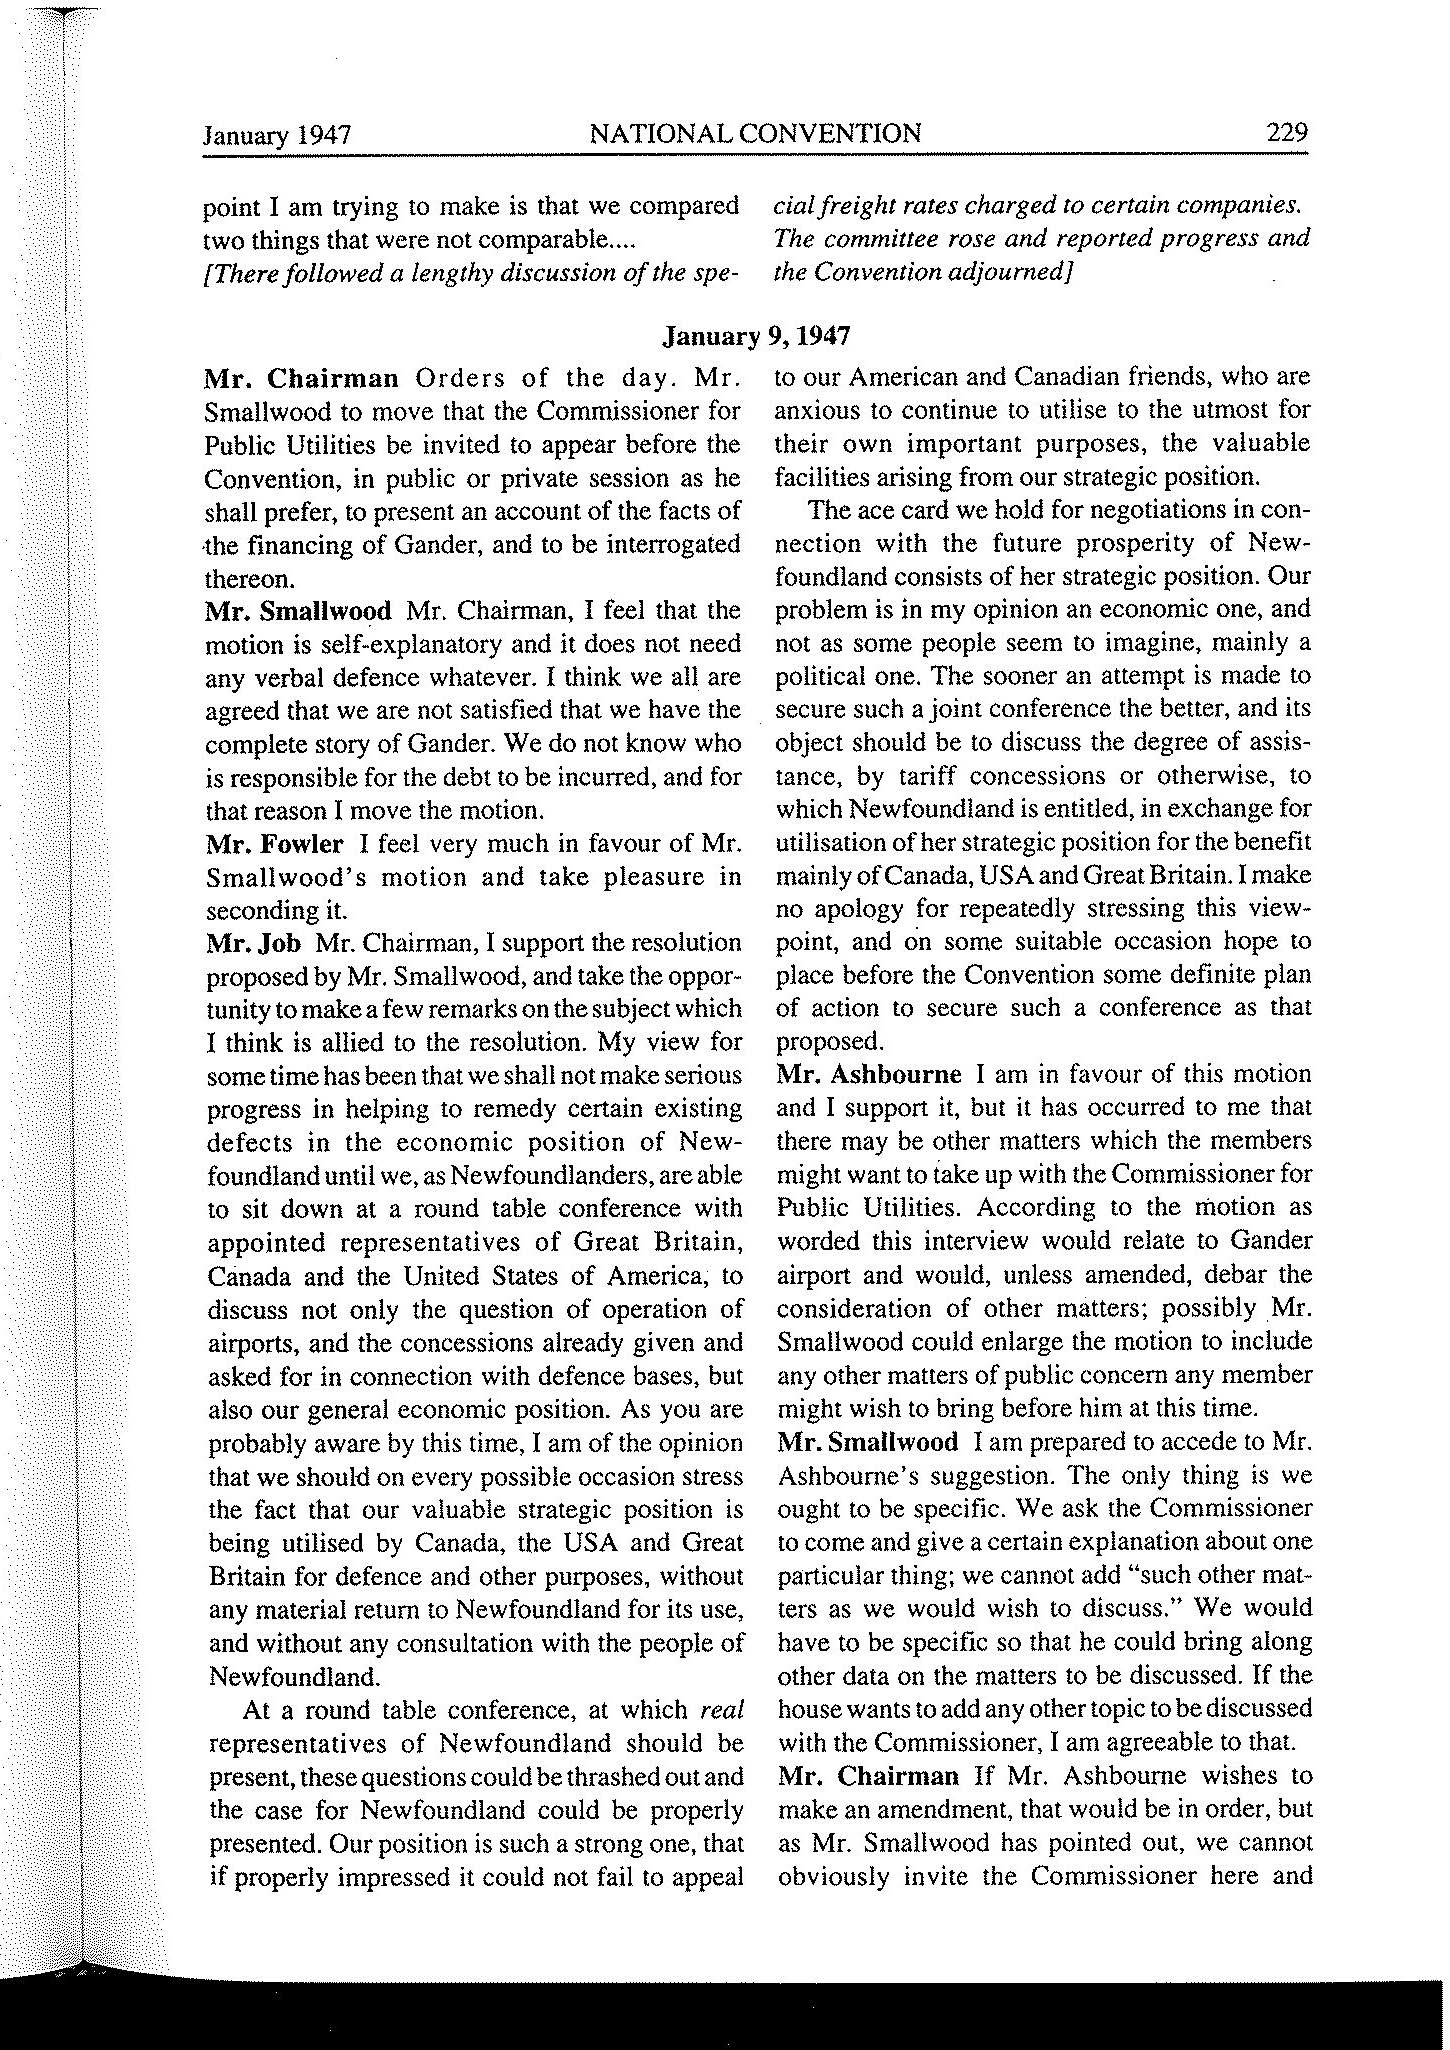 January 1947 NATIONAL CONVENTION 229
point I am trying to make is that we compared
two things that were not comparable....
[There followed a lengthy discussion of the spe-
cial freight rates charged to certain companies.
The committee rose and reported progress and
the Convention adjourned]
January 9, 1947
Mr. Chairman Orders of the day. Mr.
Smallwood to move that the Commissioner for
Public Utilities be invited to appear before the
Convention, in public or private session as he
shall prefer, to present an account of the facts of
the financing of Gander, and to be interrogated
thereon.
Mr. Smallwood Mr. Chairman, I feel that the
motion is self-explanatory and it does not need
any verbal defence whatever. I think we all are
agreed that we are not satisfied that we have the
complete story of Gander. We do not know who
is responsible for the debt to be incurred, and for
that reason I move the motion.
Mr. Fowler I feel very much in favour of Mr.
Smallwood's motion and take pleasure in
seconding it.
Mr. Job Mr. Chairman, I support the resolution
proposed by Mr. Smallwood, and take the oppor-
tunity to make a few remarks on the subject which
I think is allied to the resolution. My view for
some time has been that we shall not make serious
progress in helping to remedy certain existing
defects in the economic position of New-
foundland until we, as Newfoundlanders, are able
to sit down at a round table conference with
appointed representatives of Great Britain,
Canada and the United States of America, to
discuss not only the question of operation of
airports, and the concessions already given and
asked for in connection with defence bases, but
also our general economic position. As you are
probably aware by this time, I am of the opinion
that we should on every possible occasion stress
the fact that our valuable strategic position is
being utilised by Canada, the USA and Great
Britain for defence and other purposes, without
any material return to Newfoundland for its use,
and without any consultation with the people of
Newfoundland.
At a round table conference, at which real
representatives of Newfoundland should be
present, these questions could be thrashed out and
the case for Newfoundland could be properly
presented. Our position is such a strong one, that
if properly impressed it could not fail to appeal
to our American and Canadian friends, who are
anxious to continue to utilise to the utmost for
their own important purposes, the valuable
facilities arising from our strategic position.
The ace card we hold for negotiations in con-
nection with the future prosperity of New-
foundland consists of her strategic position. Our
problem is in my opinion an economic one, and
not as some people seem to imagine, mainly a
political one. The sooner an attempt is made to
secure such a joint conference the better, and its
object should be to discuss the degree of assis-
tance, by tariff concessions or otherwise, to
which Newfoundland is entitled, in exchange for
utilisation of her strategic position for the benefit
mainly of Canada, USA and Great Britain. I make
no apology for repeatedly stressing this view-
point, and on some suitable occasion hope to
place before the Convention some definite plan
of action to secure such a conference as that
proposed.
Mr. Ashbourne I am in favour of this motion
and I support it, but it has occurred to me that
there may be other matters which the members
might want to take up with the Commissioner for
Public Utilities. According to the motion as
worded this interview would relate to Gander
airport and would, unless amended, debar the
consideration of other matters; possibly Mr.
Smallwood could enlarge the motion to include
any other matters of public concern any member
might wish to bring before him at this time.
Mr. Smallwood I am prepared to accede to Mr.
Ashbourne's suggestion. The only thing is we
ought to be specific. We ask the Commissioner
to come and give a certain explanation about one
particular thing; we cannot add "such other mat-
ters as we would wish to discuss." We would
have to be specific so that he could bring along
other data on the matters to be discussed. If the
house wants to add any other topic to be discussed
with the Commissioner, I am agreeable to that.
Mr. Chairman If Mr. Ashbourne wishes to
make an amendment, that would be in order, but
as Mr. Smallwood has pointed out, we cannot
obviously invite the Commissioner here and